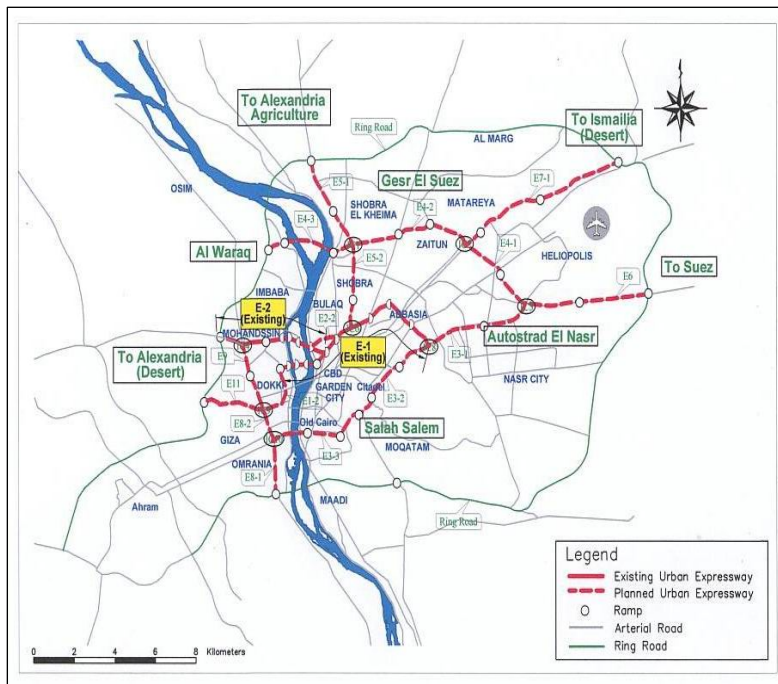 To Alexandria
Agriculture
Ring Road
AL MARG
To Ismailia
(Desert)
OSIM
E5-1
Gesr El Suez
E7-1
SHOBRA
EL KHEIMA
E4-2
MATAREYA
E4-3
ZAITUN
E4-1
Al Waraq
E5-2
HELIOPOLIS
SHOBRA
E6
To Suez
IMBABA
E-2
(Existing)
BULAQ
E2-2
ABBASIA
MOHANDSSIN
E-1
(Existing)
Autostrad El Nasr
To Alexandria
(Desert)
E9
E3-1
CBD
NASR CITY
E11
DOKKI
GARDEN
CITY
Citadel
E1-2
E3-2
E8-2
Old Cairo
Salah Salem
GIZA
MOQATAM
OMRANIA
E3-3
E8-1
Ahram
MAADI
Ring Road
Legend
Existing Urban Expressway
Planned Urban Expressway
Ramp
Arterial Road
Ring Road
0 2 4 6 8 Kilometers